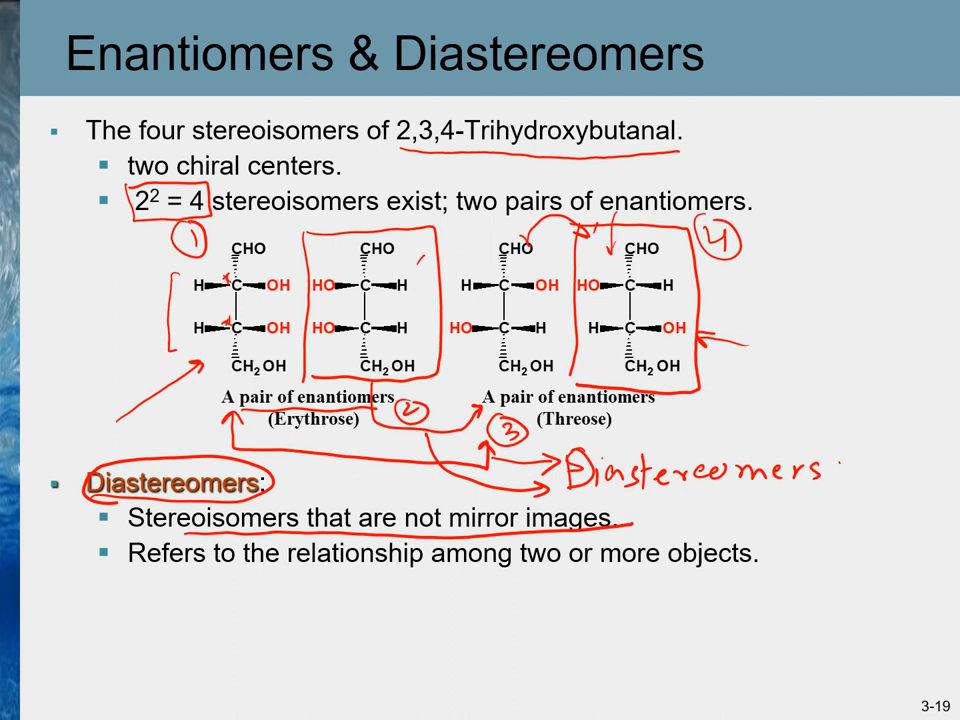 Enantiomers & Diastereomers
▪ The four stereoisomers of 2,3,4-Trihydroxybutanal.
▪ two chiral centers.
▪ 2² = 4 stereoisomers exist; two pairs of enantiomers.
1 4
CHO CHO CHO CHO
H C OH HO C H H C OH HO C H
H C OH HO C H HO C H H C OH
CH₂OH CH₂OH CH₂OH CH₂OH
A pair of enantiomers A pair of enantiomers
(Erythrose) 2 3 (Threose)
Diastereomers
▪ Diastereomers:
▪ Stereoisomers that are not mirror images.
▪ Refers to the relationship among two or more objects.
3-19